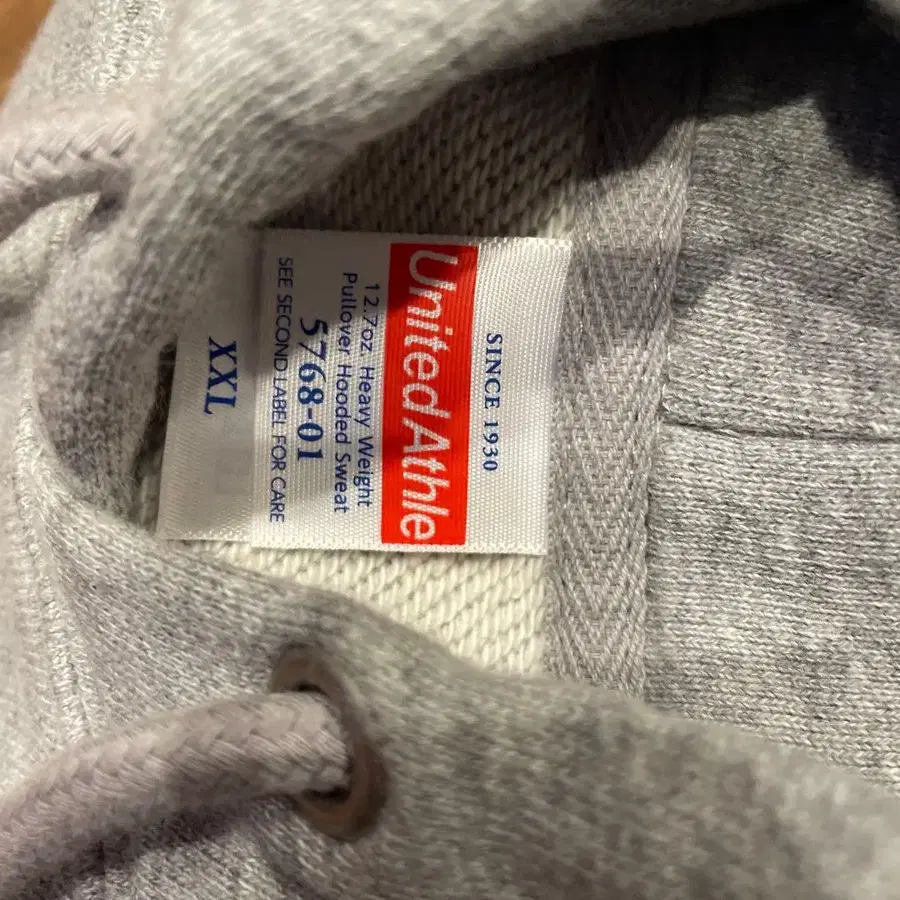 SINCE 1930
UnitedAthle
12.7oz. Heavy Weight
Pullover Hooded Sweat
5768-01
SEE SECOND LABEL FOR CARE
XXL